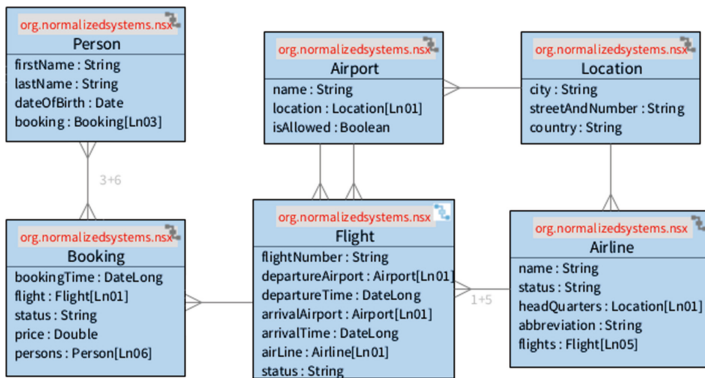 org.normalizedsystems.nsx
Person
firstName : String
lastName : String
dateOfBirth : Date
booking : Booking[Ln03]
org.normalizedsystems.nsx
Airport
name : String
location : Location[Ln01]
isAllowed : Boolean
org.normalizedsystems.nsx
Location
city : String
streetAndNumber : String
country : String
3+6
org.normalizedsystems.nsx
Booking
bookingTime : DateLong
flight : Flight[Ln01]
status : String
price : Double
persons : Person[Ln06]
org.normalizedsystems.nsx
Flight
flightNumber : String
departureAirport : Airport[Ln01]
departureTime : DateLong
arrivalAirport : Airport[Ln01]
arrivalTime : DateLong
airLine : Airline[Ln01]
status : String
1+5
org.normalizedsystems.nsx
Airline
name : String
status : String
headQuarters : Location[Ln01]
abbreviation : String
flights : Flight[Ln05]